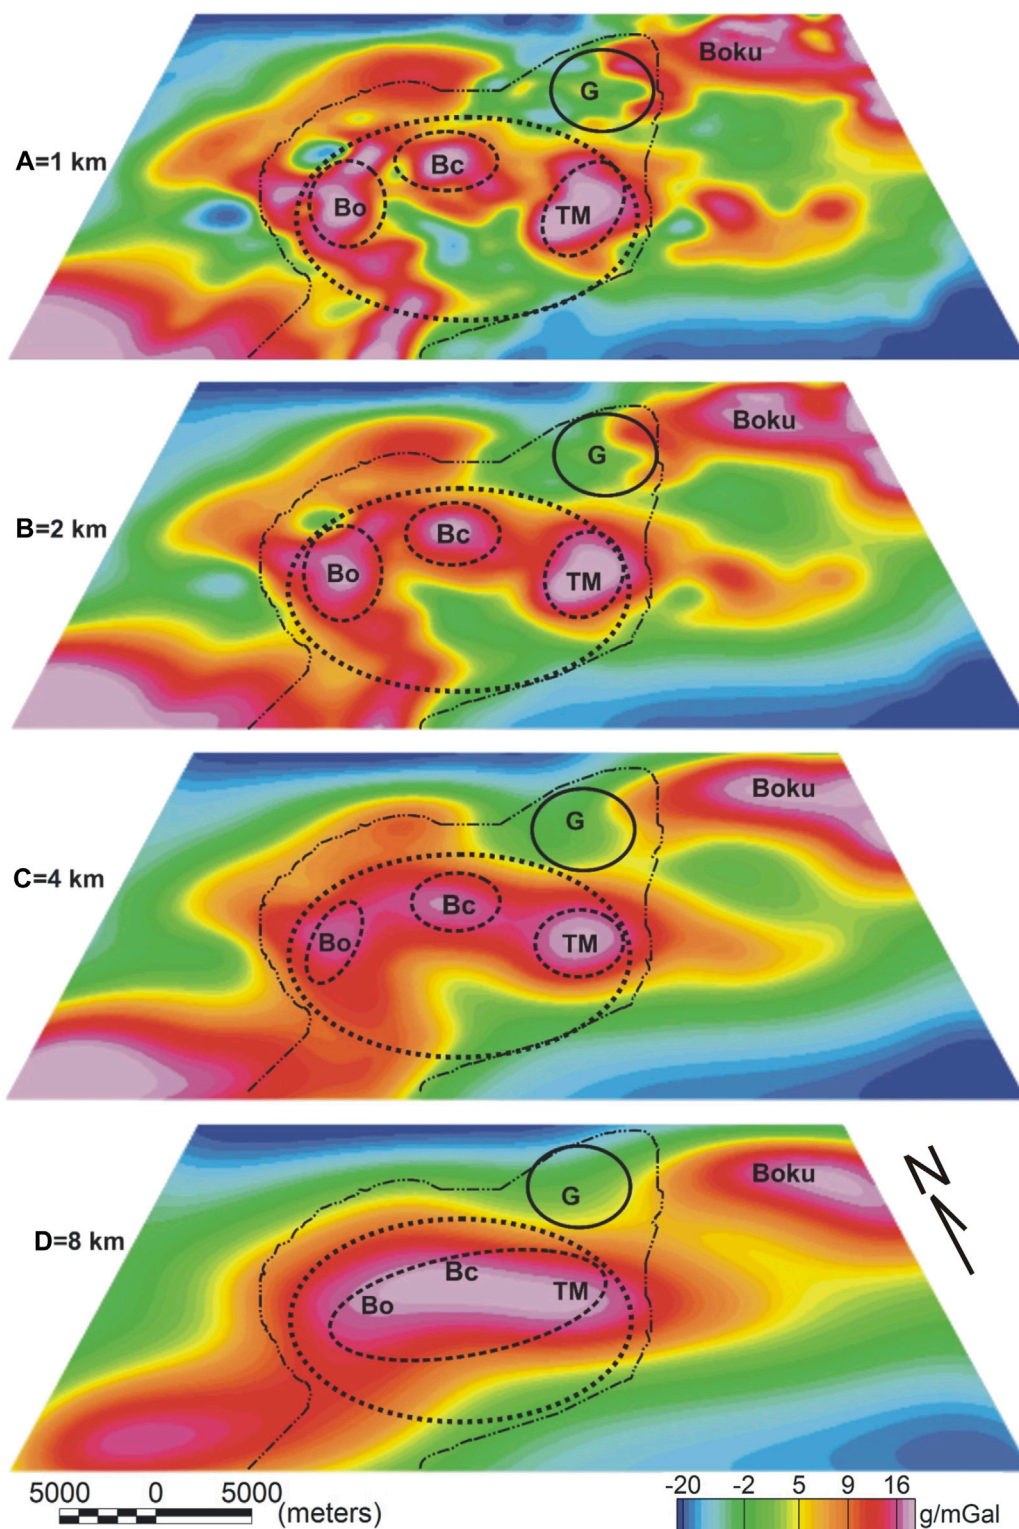 Boku
G
A=1 km
Bc
Bo
TM
Boku
G
B=2 km
Bc
Bo
TM
Boku
G
C=4 km
Bc
Bo
TM
Boku
N
G
D=8 km
Bc
Bo
TM
5000 0 5000 (meters)
-20 -2 5 9 16 g/mGal